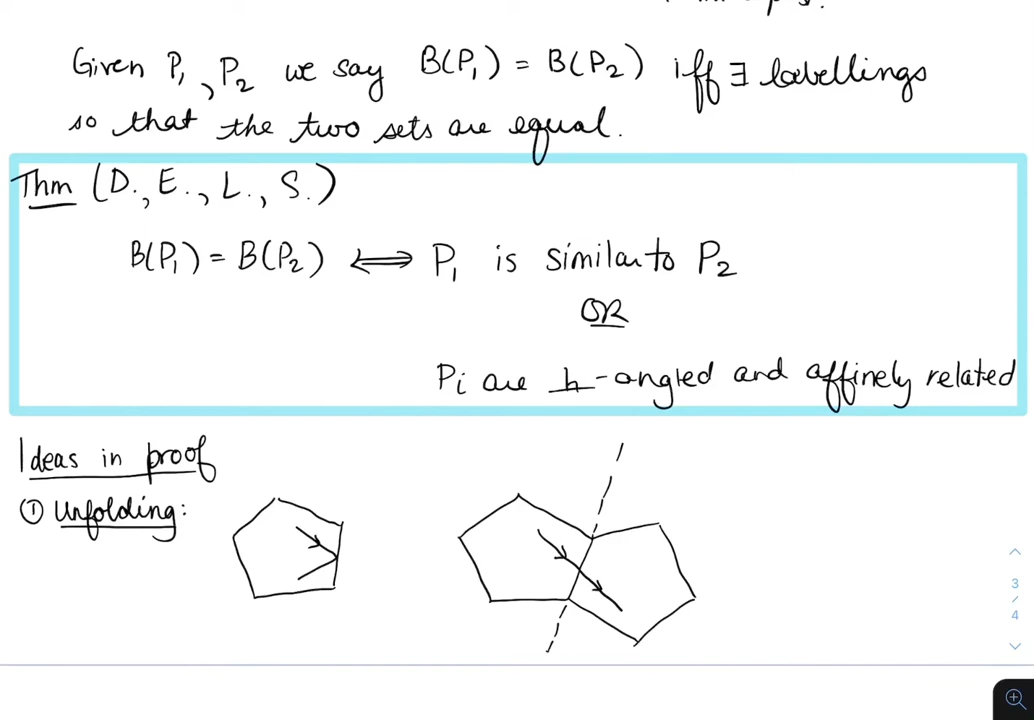 Given P₁, P₂ we say B(P₁) = B(P₂) iff ∃ labellings
so that the two sets are equal.
Thm (D., E., L., S.)
B(P₁) = B(P₂) ⟺ P₁ is similar to P₂
OR
Pi are h-angled and affinely related
Ideas in proof
① Unfolding:
3
/
4